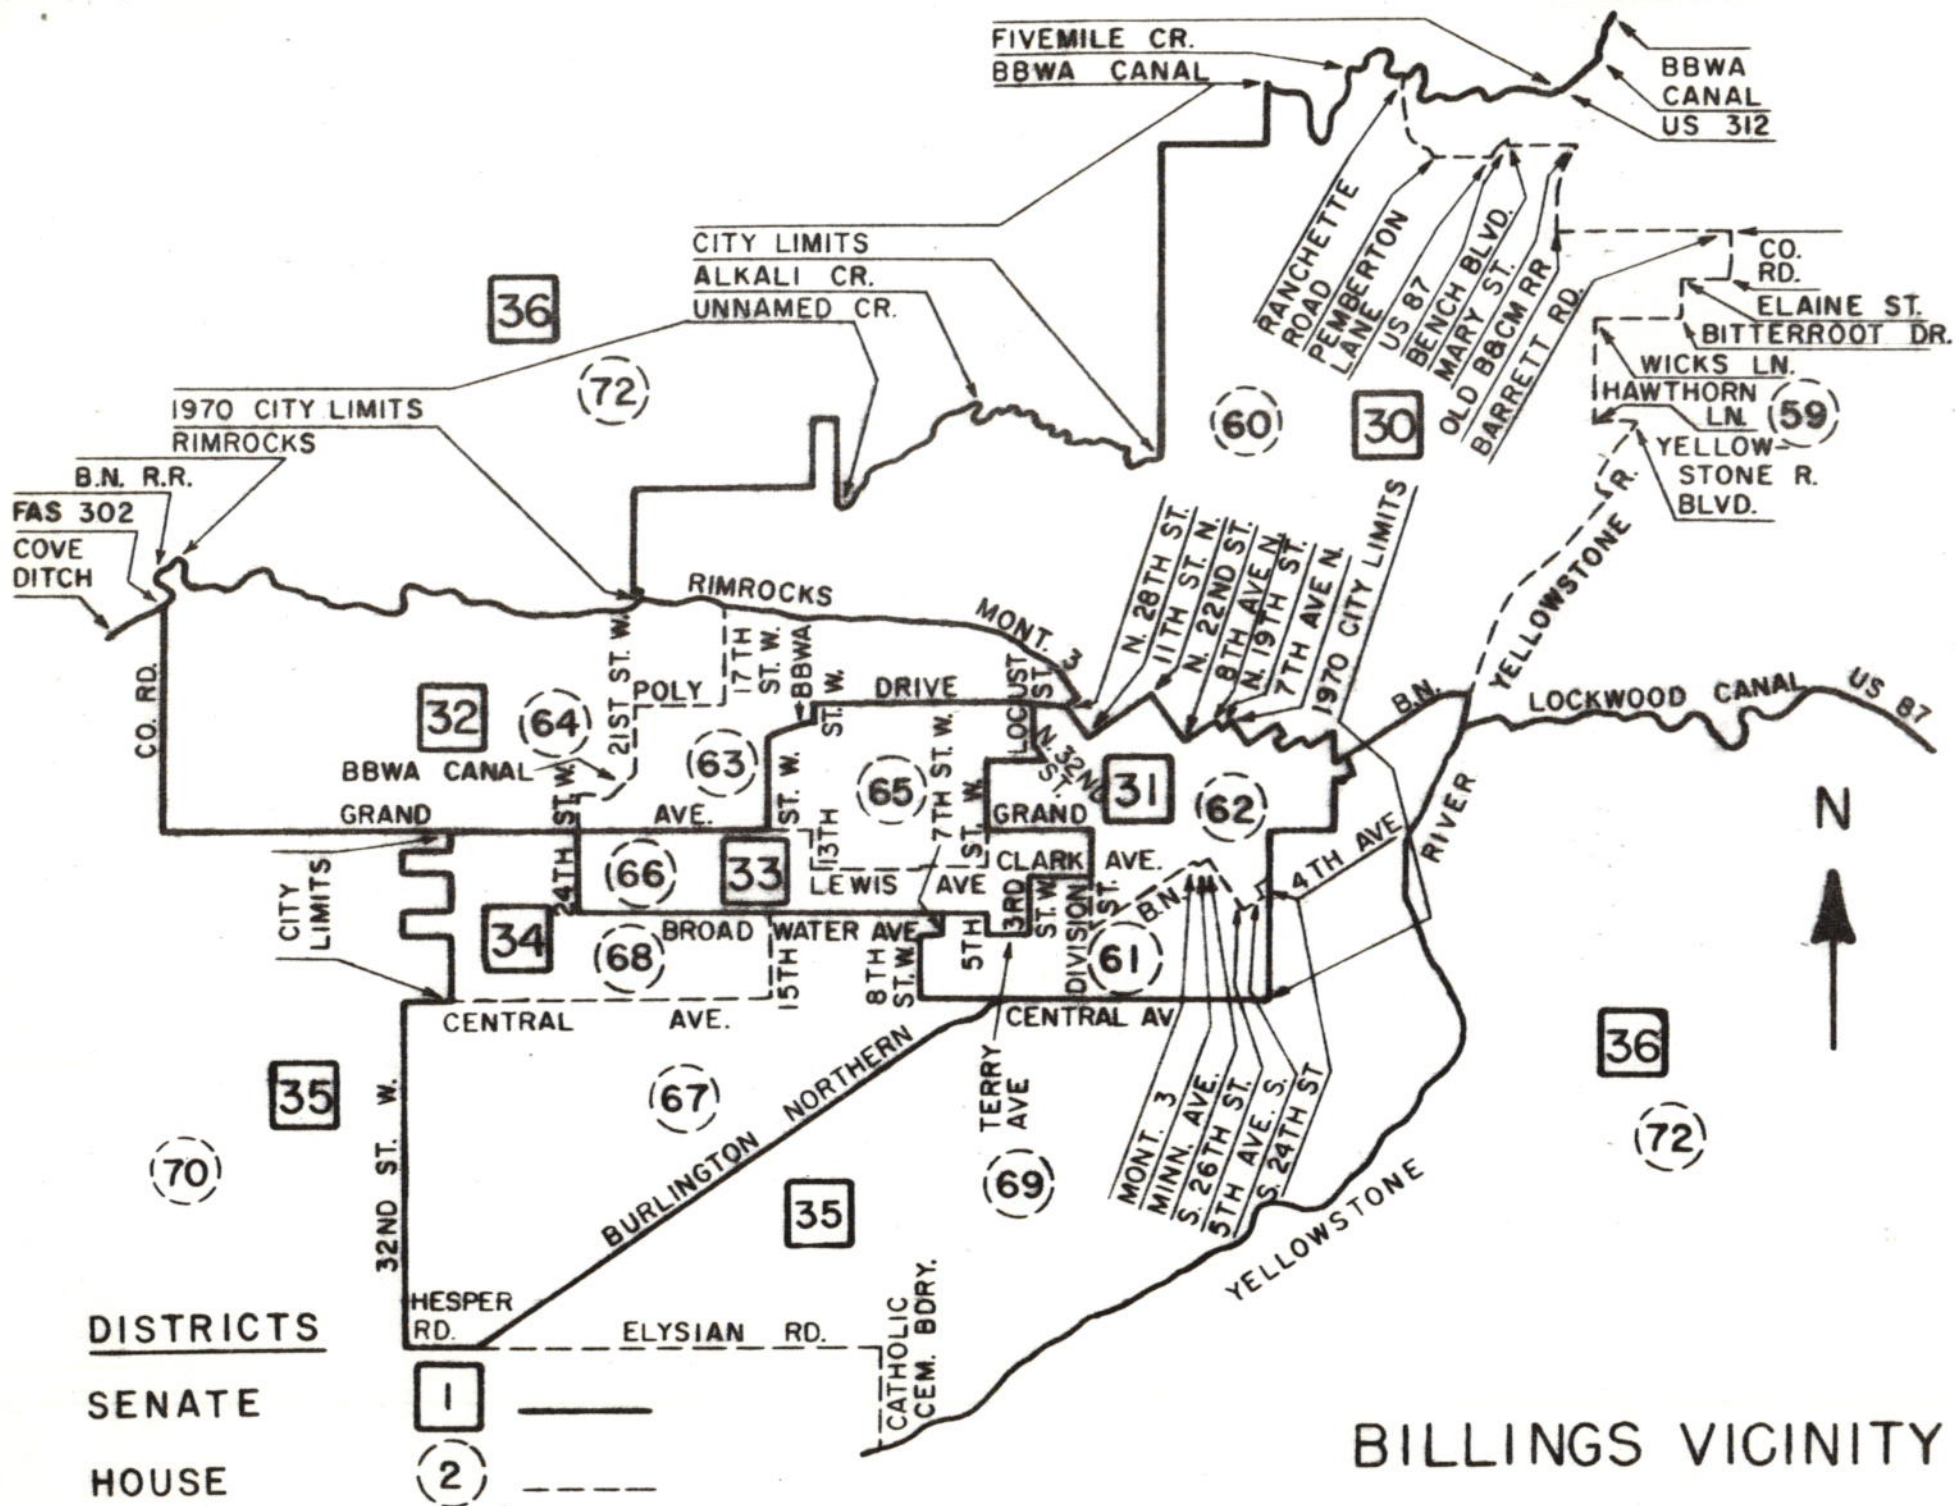 FIVEMILE CR.
BBWA CANAL
BBWA
CANAL
US 312
CITY LIMITS
ALKALI CR.
UNNAMED CR.
RANCHETTE
ROAD
PEMBERTON
LANE
US 87
BENCH BLVD.
MARY ST.
OLD B&CM RR
BARRETT RD.
CO.
RD.
ELAINE ST.
BITTERROOT DR.
WICKS LN.
HAWTHORN
LN.
59
YELLOW-
STONE R.
BLVD.
36
72
60
30
1970 CITY LIMITS
RIMROCKS
B.N. R.R.
FAS 302
COVE
DITCH
RIMROCKS
MONT. 3
N. 28TH ST.
11TH ST. N.
N. 22ND ST.
8TH AVE N.
N. 19TH ST.
7TH AVE N.
1970 CITY LIMITS
YELLOWSTONE
R.
B.N.
LOCKWOOD CANAL
US 87
CO. RD.
32
64
21ST ST. W.
POLY
17TH
ST. W.
BBWA
ST. W.
DRIVE
LOCUST
ST.
N. 32ND
ST.
BBWA CANAL
63
65
7TH ST. W.
31
62
GRAND
AVE.
24TH ST. W.
ST. W.
13TH
ST. W.
GRAND
AVE.
CITY
LIMITS
66
33
LEWIS AVE
CLARK
4TH AVE
RIVER
34
68
BROAD WATER AVE.
15TH
8TH
ST. W.
5TH
3RD
ST. W.
DIVISION
ST.
B.N.
61
CENTRAL AVE.
CENTRAL AV
N
35
32ND ST. W.
67
BURLINGTON NORTHERN
TERRY
AVE
MONT. 3
MINN. AVE.
S. 26TH ST.
5TH AVE. S.
S. 24TH ST
36
72
70
35
69
YELLOWSTONE
HESPER
RD.
ELYSIAN RD.
CATHOLIC
CEM. BDRY.
DISTRICTS
SENATE 1
HOUSE 2
BILLINGS VICINITY